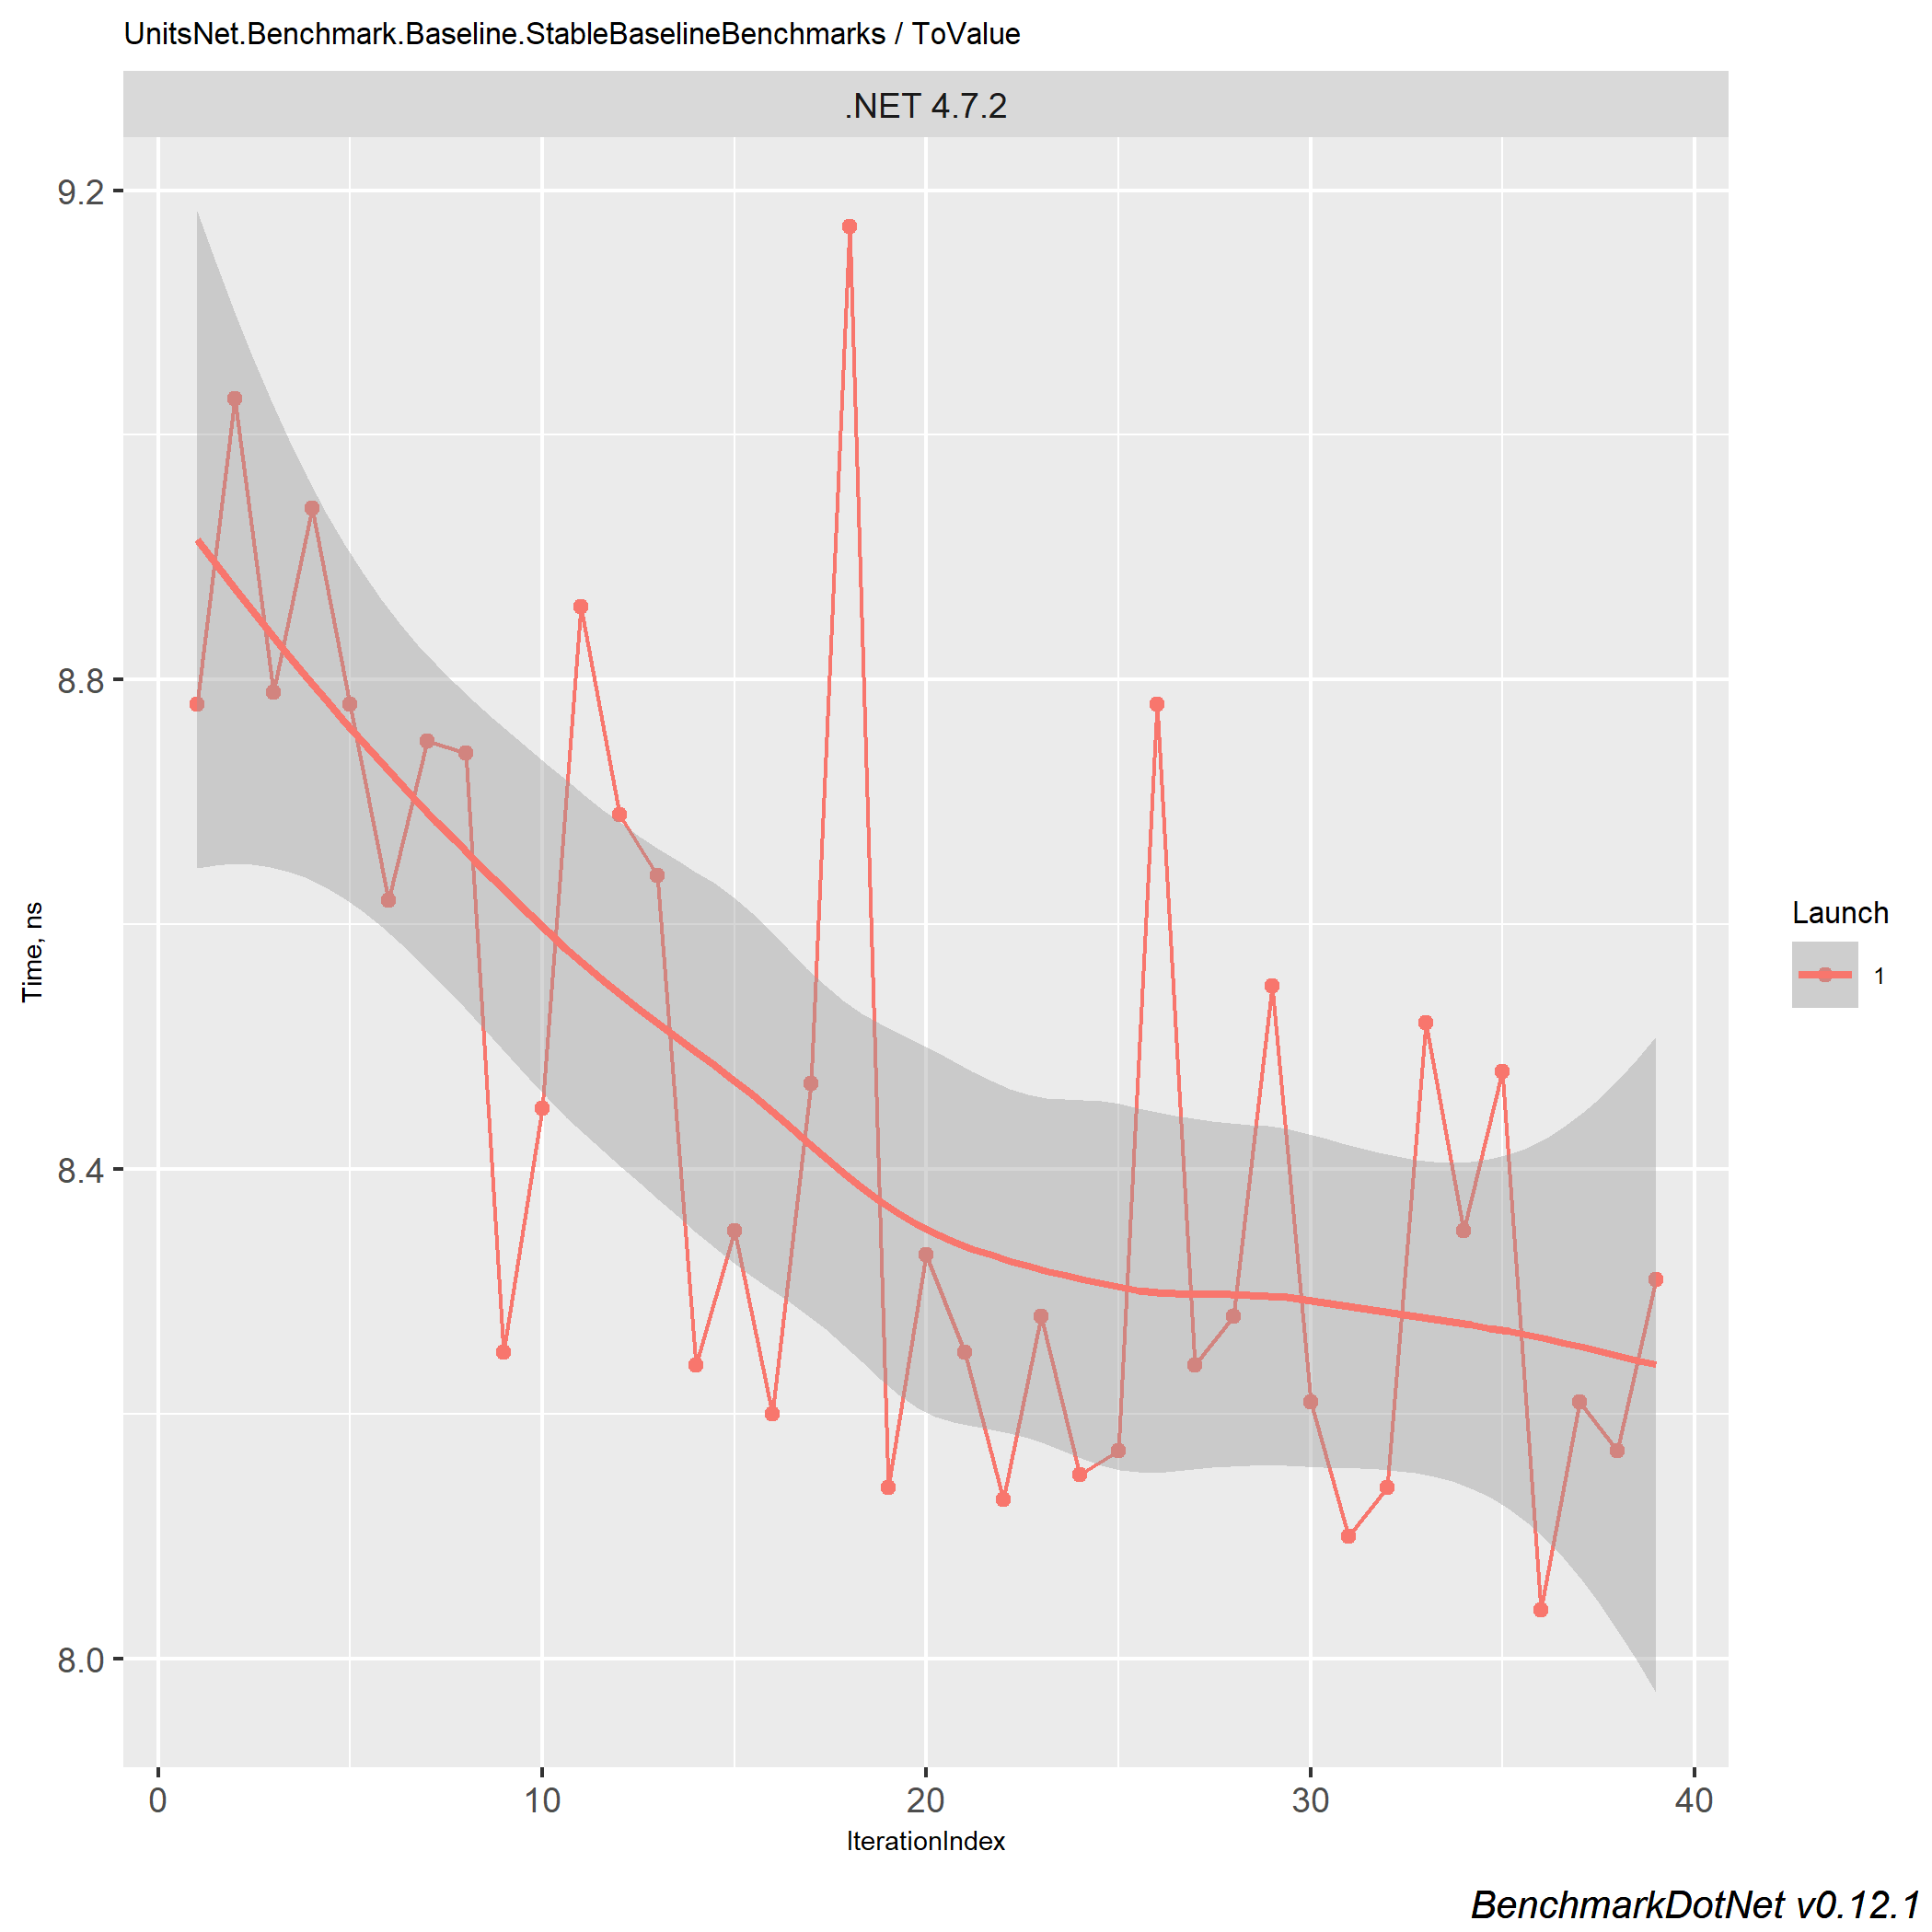 UnitsNet.Benchmark.Baseline.StableBaselineBenchmarks / ToValue
.NET 4.7.2
9.2
8.8
8.4
8.0
Time, ns
0 10 20 30 40
IterationIndex
Launch
1
BenchmarkDotNet v0.12.1